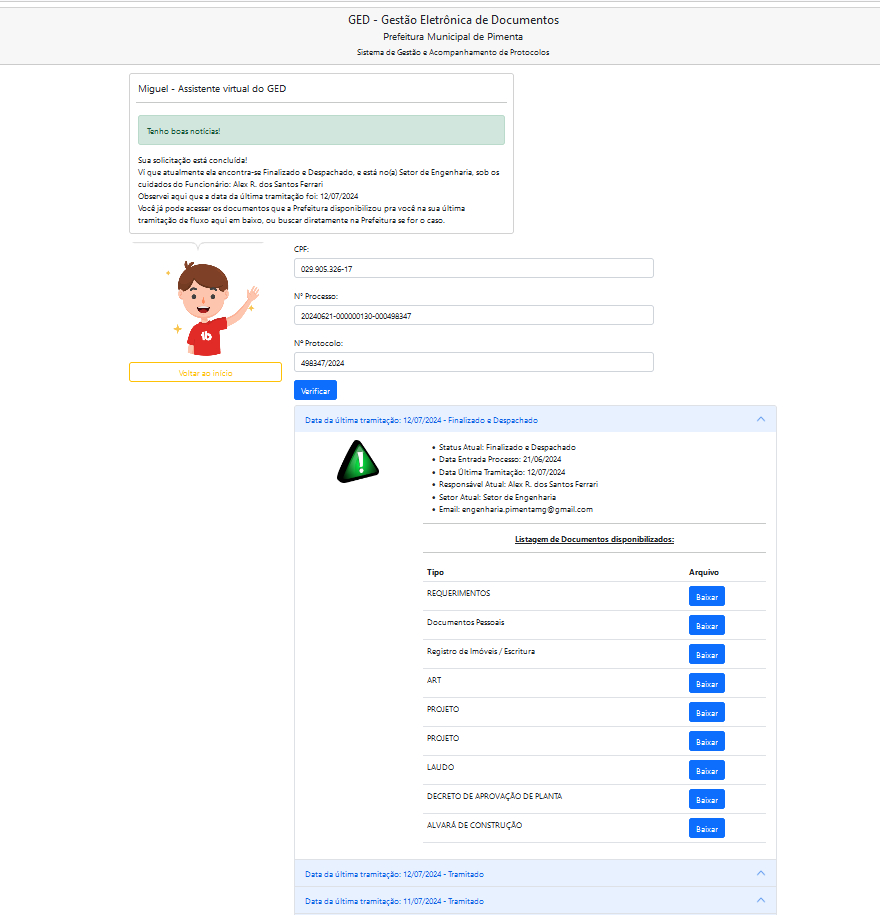 GED - Gestão Eletrônica de Documentos
Prefeitura Municipal de Pimenta
Sistema de Gestão e Acompanhamento de Protocolos
Miguel - Assistente virtual do GED
Tenho boas notícias!
Sua solicitação está concluída!
Vi que atualmente ela encontra-se Finalizado e Despachado, e está no(a) Setor de Engenharia, sob os
cuidados do Funcionário: Alex R. dos Santos Ferrari
Observei aqui que a data da última tramitação foi: 12/07/2024
Você já pode acessar os documentos que a Prefeitura disponibilizou pra você na sua última
tramitação de fluxo aqui em baixo, ou buscar diretamente na Prefeitura se for o caso.
1b
Voltar ao início
CPF:
029.905.326-17
Nº Processo:
20240621-000000130-000498347
Nº Protocolo:
498347/2024
Verificar
Data da última tramitação: 12/07/2024 - Finalizado e Despachado
• Status Atual: Finalizado e Despachado
• Data Entrada Processo: 21/06/2024
• Data Última Tramitação: 12/07/2024
• Responsável Atual: Alex R. dos Santos Ferrari
• Setor Atual: Setor de Engenharia
• Email: engenharia.pimentamg@gmail.com
Listagem de Documentos disponibilizados:
Tipo Arquivo
REQUERIMENTOS Baixar
Documentos Pessoais Baixar
Registro de Imóveis / Escritura Baixar
ART Baixar
PROJETO Baixar
PROJETO Baixar
LAUDO Baixar
DECRETO DE APROVAÇÃO DE PLANTA Baixar
ALVARÁ DE CONSTRUÇÃO Baixar
Data da última tramitação: 12/07/2024 - Tramitado
Data da última tramitação: 11/07/2024 - Tramitado